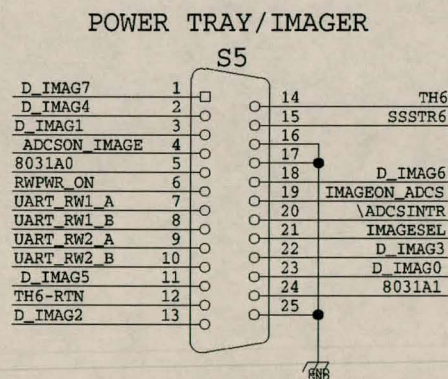 POWER TRAY/IMAGER
S5
D_IMAG7 1
D_IMAG4 2
D_IMAG1 3
ADCSON_IMAGE 4
8031A0 5
RWPWR_ON 6
UART_RW1_A 7
UART_RW1_B 8
UART_RW2_A 9
UART_RW2_B 10
D_IMAG5 11
TH6-RTN 12
D_IMAG2 13
14 TH6
15 SSSTR6
16
17
18 D_IMAG6
19 IMAGEON_ADCS
20 \ADCSINTR
21 IMAGESEL
22 D_IMAG3
23 D_IMAG0
24 8031A1
25
GND